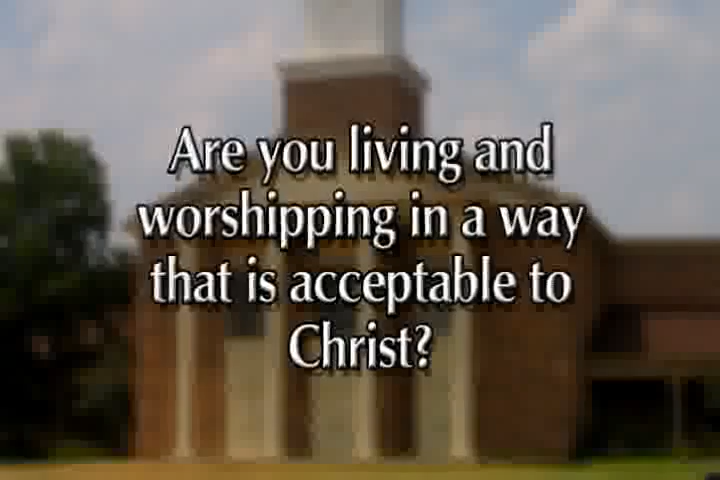 Are you living and
worshipping in a way
that is acceptable to
Christ?